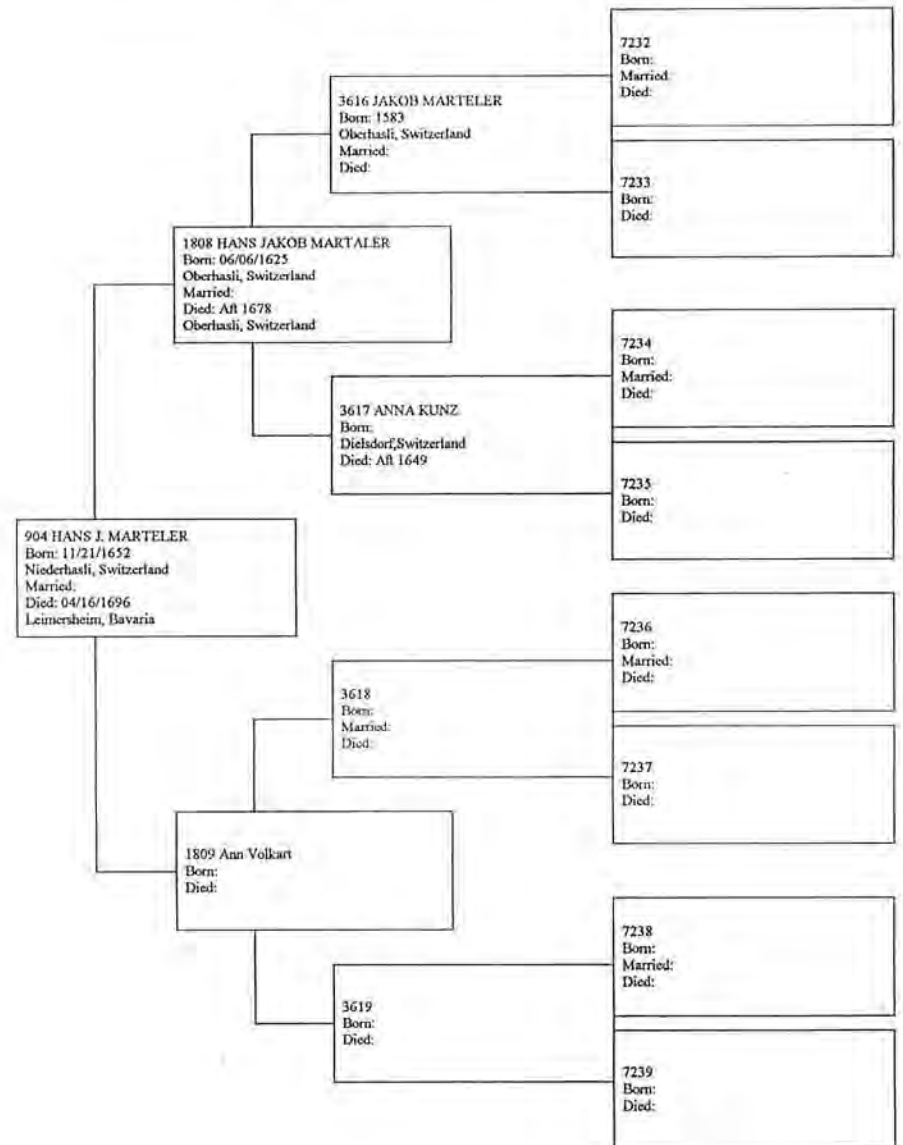 7232
Born:
Married:
Died:
3616 JAKOB MARTELER
Born: 1583
Oberhasli, Switzerland
Married:
Died:
7233
Born:
Died:
1808 HANS JAKOB MARTALER
Born: 06/06/1625
Oberhasli, Switzerland
Married:
Died: Aft 1678
Oberhasli, Switzerland
7234
Born:
Married:
Died:
3617 ANNA KUNZ
Born:
Dielsdorf,Switzerland
Died: Aft 1649
7235
Born:
Died:
904 HANS J. MARTELER
Born: 11/21/1652
Niederhasli, Switzerland
Married:
Died: 04/16/1696
Leimersheim, Bavaria
7236
Born:
Married:
Died:
3618
Born:
Married:
Died:
7237
Born:
Died:
1809 Ann Volkart
Born:
Died:
7238
Born:
Married:
Died:
3619
Born:
Died:
7239
Born:
Died: